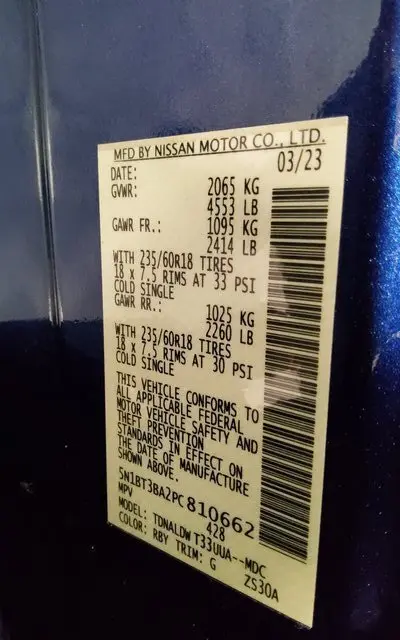 MFD BY NISSAN MOTOR CO., LTD.
DATE: 03/23
GVWR: 2065 KG
4553 LB
GAWR FR.: 1095 KG
2414 LB
WITH 235/60R18 TIRES
18 x 7.5 RIMS AT 33 PSI
COLD SINGLE
GAWR RR.: 1025 KG
2260 LB
WITH 235/60R18 TIRES
18 x 7.5 RIMS AT 30 PSI
COLD SINGLE
THIS VEHICLE CONFORMS TO
ALL APPLICABLE FEDERAL
MOTOR VEHICLE SAFETY AND
THEFT PREVENTION
STANDARDS IN EFFECT ON
THE DATE OF MANUFACTURE
SHOWN ABOVE.
5N1BT3BA2PC810662
MPV 428
MODEL: TDNALDW T33UUA--MDC
COLOR: RBY TRIM: G ZS30A